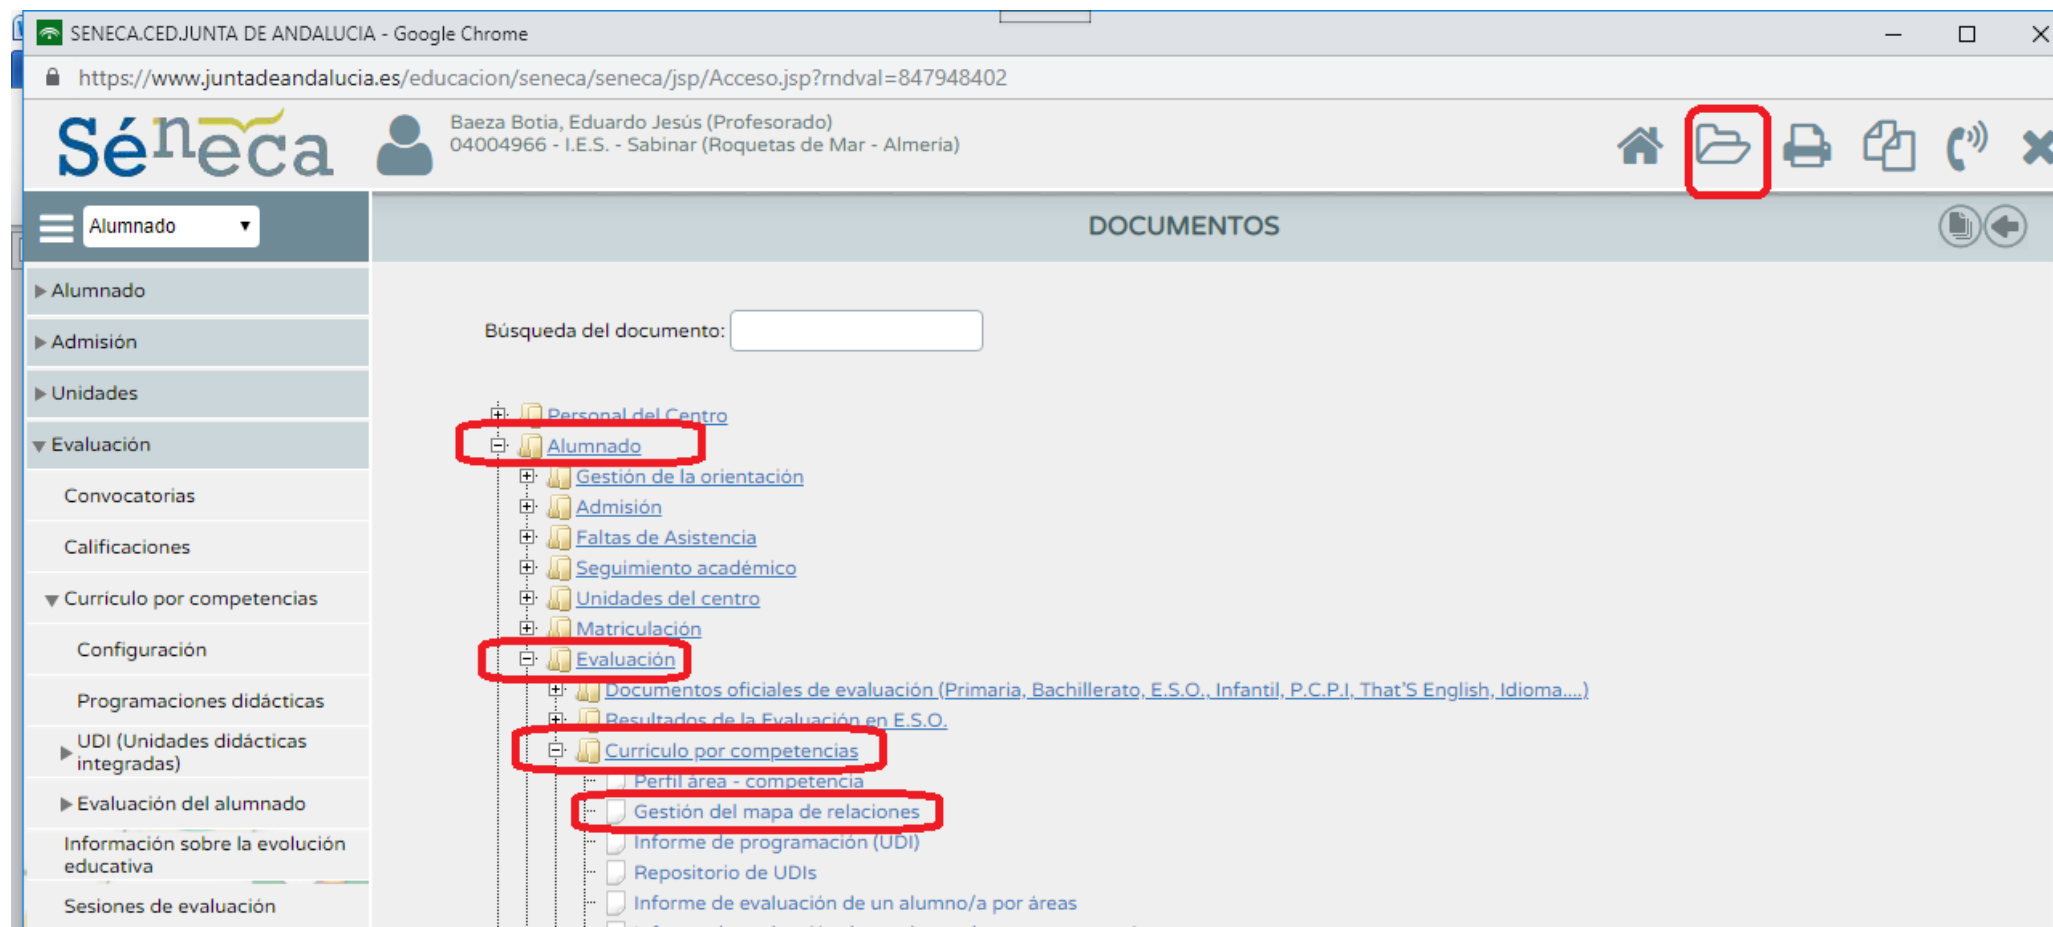 SENECA.CED.JUNTA DE ANDALUCIA - Google Chrome
https://www.juntadeandalucia.es/educacion/seneca/seneca/jsp/Acceso.jsp?rndval=847948402
Séneca
Baeza Botia, Eduardo Jesús (Profesorado)
04004966 - I.E.S. - Sabinar (Roquetas de Mar - Almería)
Alumnado
DOCUMENTOS
Alumnado
Admisión
Unidades
Evaluación
Convocatorias
Calificaciones
Currículo por competencias
Configuración
Programaciones didácticas
UDI (Unidades didácticas
integradas)
Evaluación del alumnado
Información sobre la evolución
educativa
Sesiones de evaluación
Búsqueda del documento:
Personal del Centro
Alumnado
Gestión de la orientación
Admisión
Faltas de Asistencia
Seguimiento académico
Unidades del centro
Matriculación
Evaluación
Documentos oficiales de evaluación (Primaria, Bachillerato, E.S.O., Infantil, P.C.P.I, That'S English, Idioma....)
Resultados de la Evaluación en E.S.O.
Currículo por competencias
Perfil área - competencia
Gestión del mapa de relaciones
Informe de programación (UDI)
Repositorio de UDIs
Informe de evaluación de un alumno/a por áreas